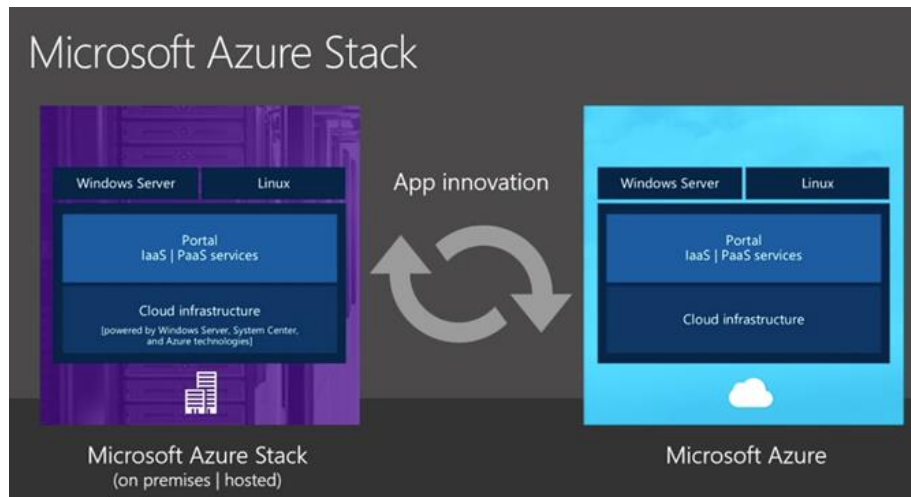 Microsoft Azure Stack
Windows Server
Linux
Portal
IaaS | PaaS services
Cloud infrastructure
[powered by Windows Server, System Center,
and Azure technologies]
Microsoft Azure Stack
(on premises | hosted)
App innovation
Windows Server
Linux
Portal
IaaS | PaaS services
Cloud infrastructure
Microsoft Azure